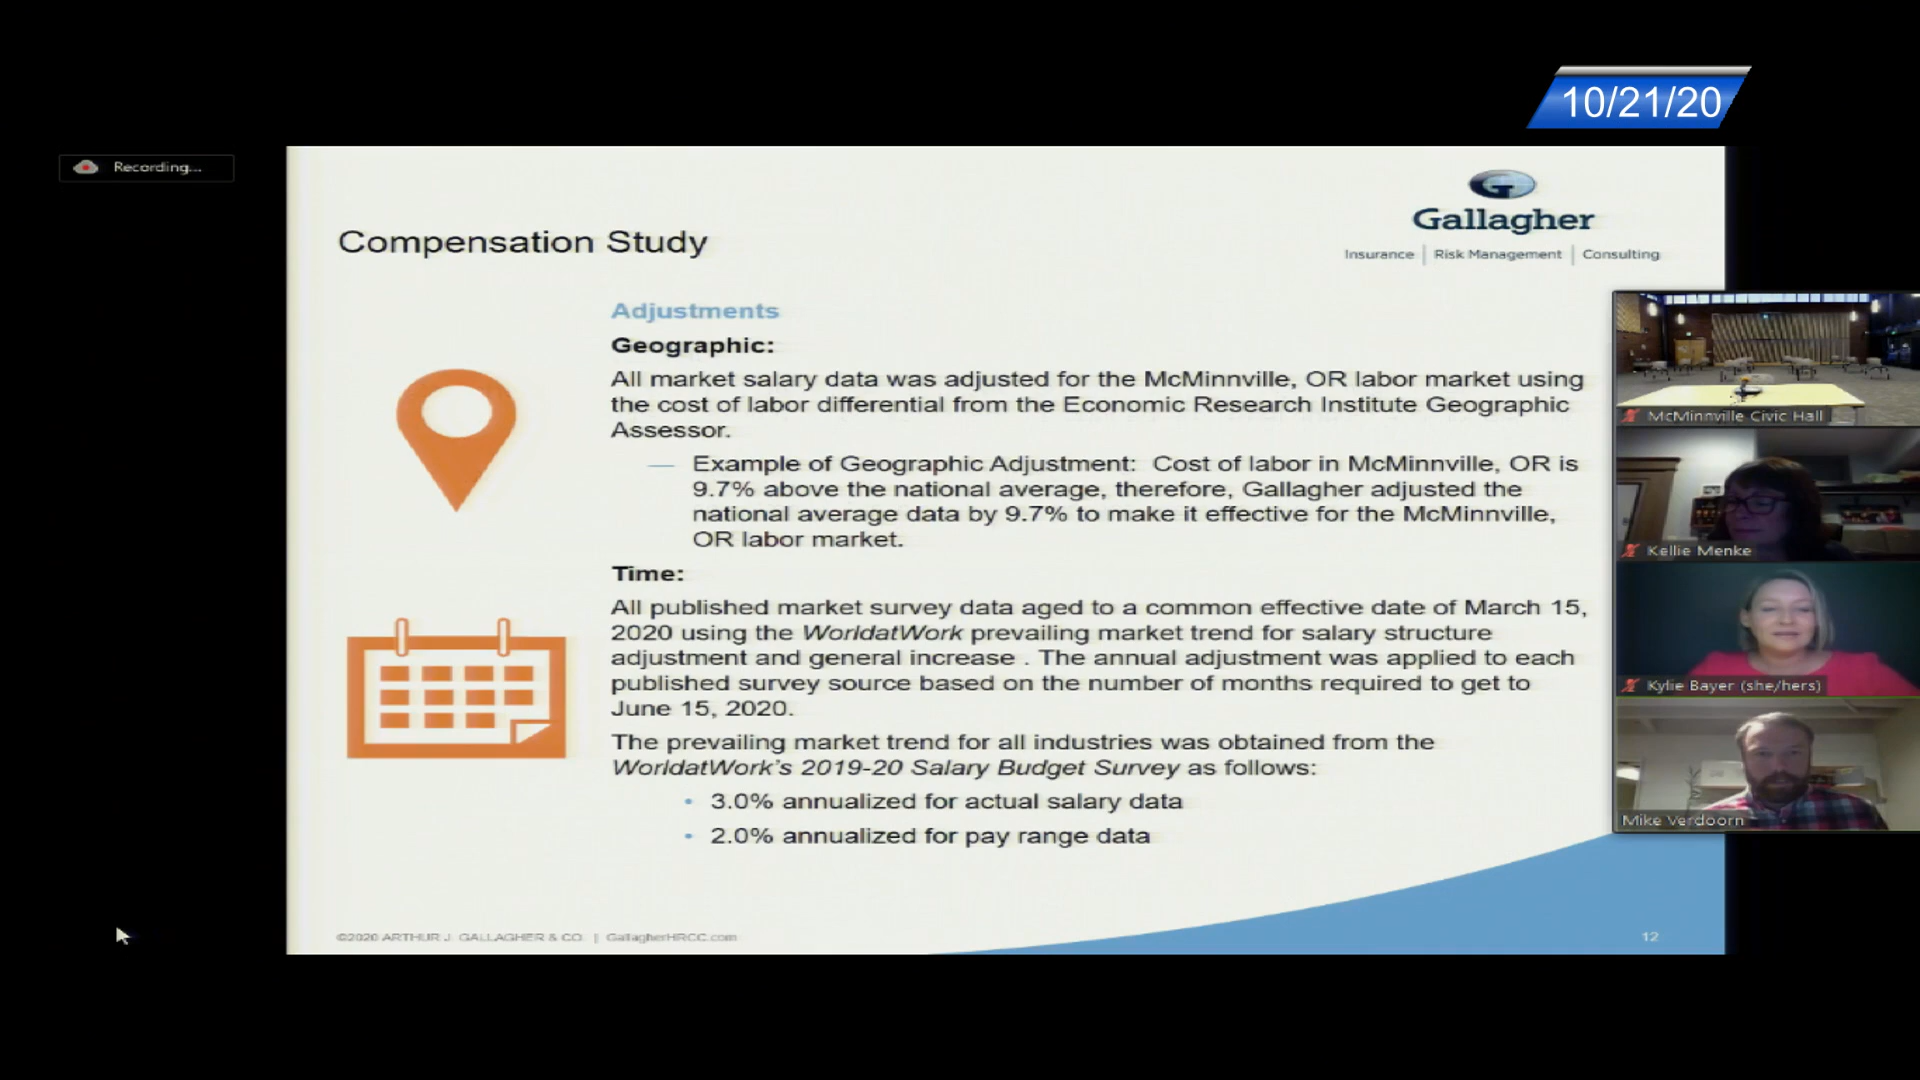 10/21/20
Recording...
Gallagher
Insurance | Risk Management | Consulting
Compensation Study
Adjustments
Geographic:
All market salary data was adjusted for the McMinnville, OR labor market using
the cost of labor differential from the Economic Research Institute Geographic
Assessor.
— Example of Geographic Adjustment: Cost of labor in McMinnville, OR is
9.7% above the national average, therefore, Gallagher adjusted the
national average data by 9.7% to make it effective for the McMinnville,
OR labor market.
Time:
All published market survey data aged to a common effective date of March 15,
2020 using the WorldatWork prevailing market trend for salary structure
adjustment and general increase . The annual adjustment was applied to each
published survey source based on the number of months required to get to
June 15, 2020.
The prevailing market trend for all industries was obtained from the
WorldatWork's 2019-20 Salary Budget Survey as follows:
• 3.0% annualized for actual salary data
• 2.0% annualized for pay range data
McMinnville Civic Hall
Kellie Menke
Kylie Bayer (she/hers)
Mike Verdoorn
©2020 ARTHUR J. GALLAGHER & CO. | GallagherHRCC.com
12